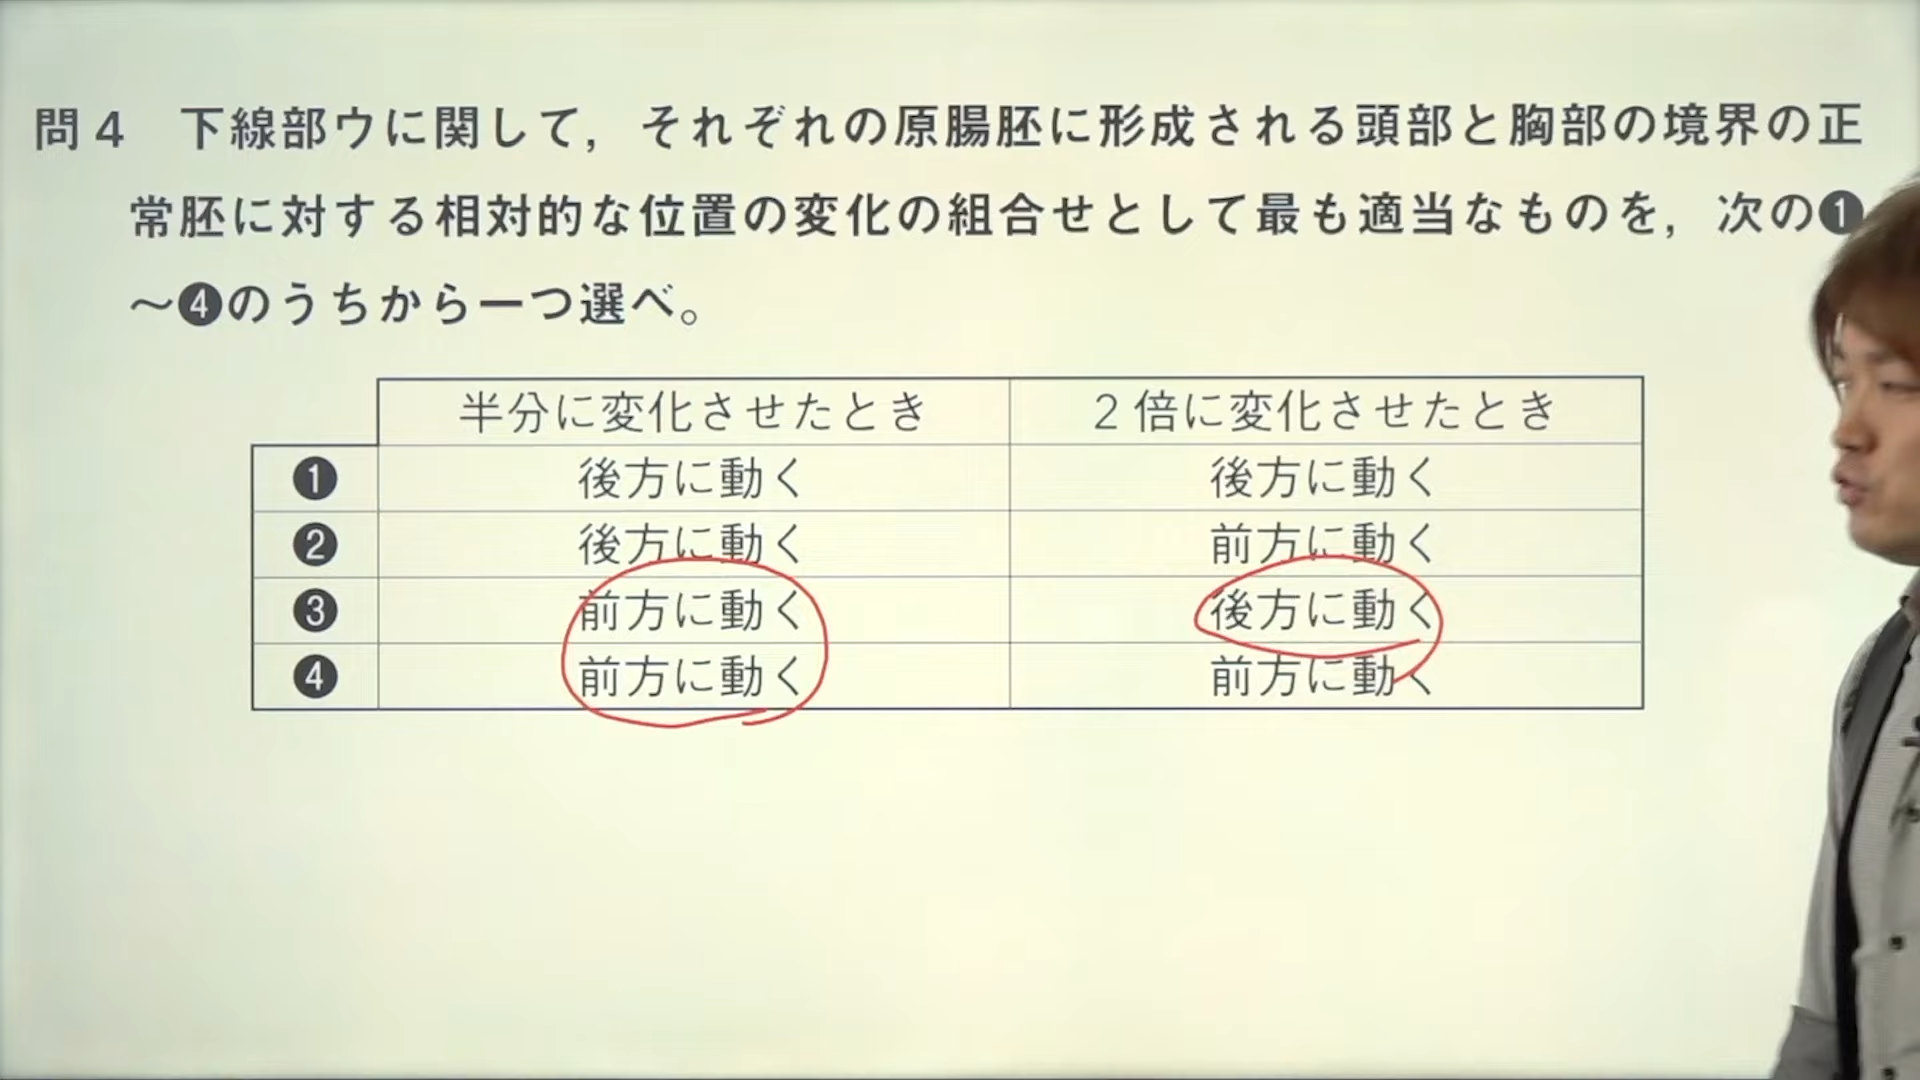 問4 下線部ウに関して，それぞれの原腸胚に形成される頭部と胸部の境界の正
常胚に対する相対的な位置の変化の組合せとして最も適当なものを，次の❶
～❹のうちから一つ選べ。
半分に変化させたとき 2倍に変化させたとき
❶ 後方に動く 後方に動く
❷ 後方に動く 前方に動く
❸ 前方に動く 後方に動く
❹ 前方に動く 前方に動く